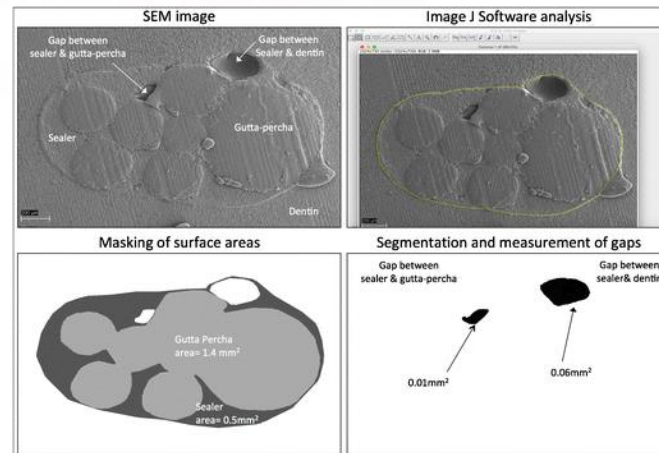 SEM image
Gap between
sealer & gutta-percha
Gap between
Sealer & dentin
Gutta-percha
Sealer
Dentin
Image J Software analysis
Masking of surface areas
Gutta Percha
area= 1.4 mm²
Sealer
area= 0.5mm²
Segmentation and measurement of gaps
Gap between
sealer & gutta-percha
Gap between
sealer& dentin
0.01mm²
0.06mm²